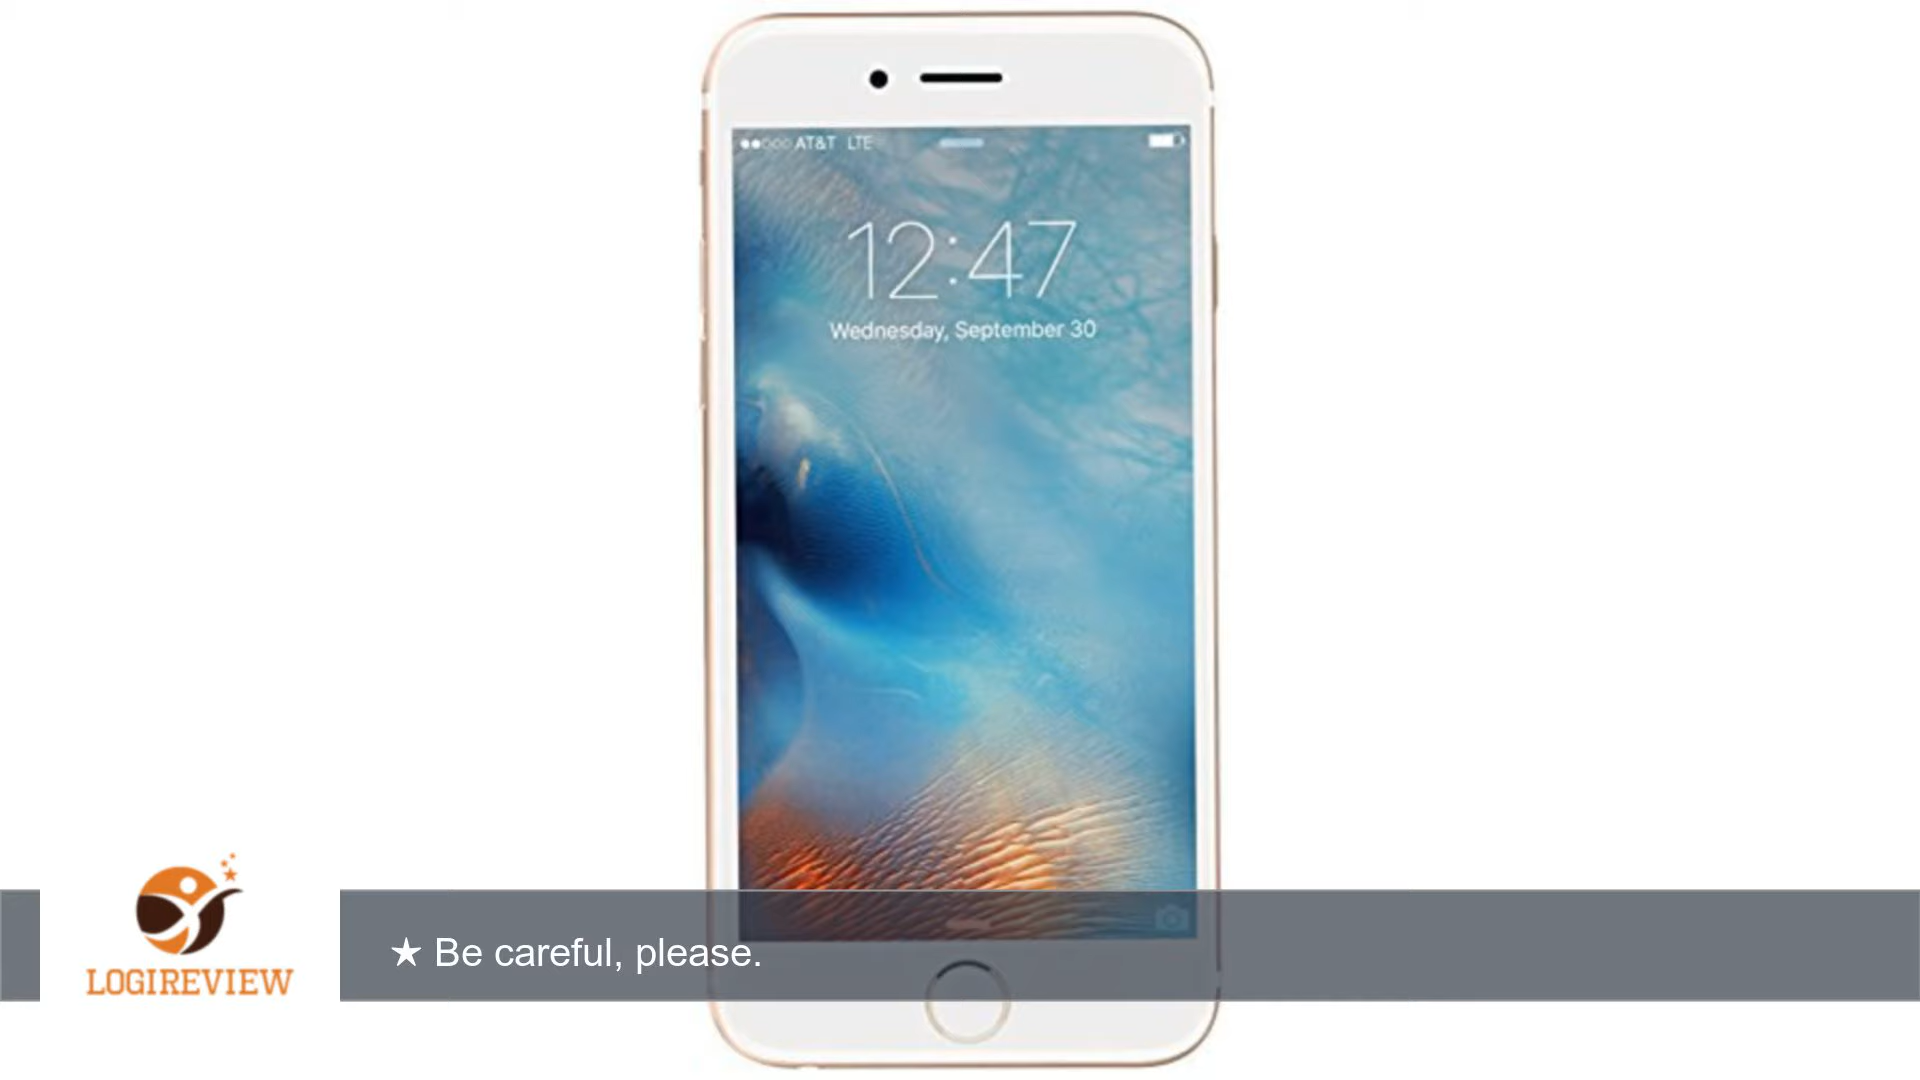 AT&T LTE
12:47
Wednesday, September 30
★ Be careful, please.
LOGIREVIEW